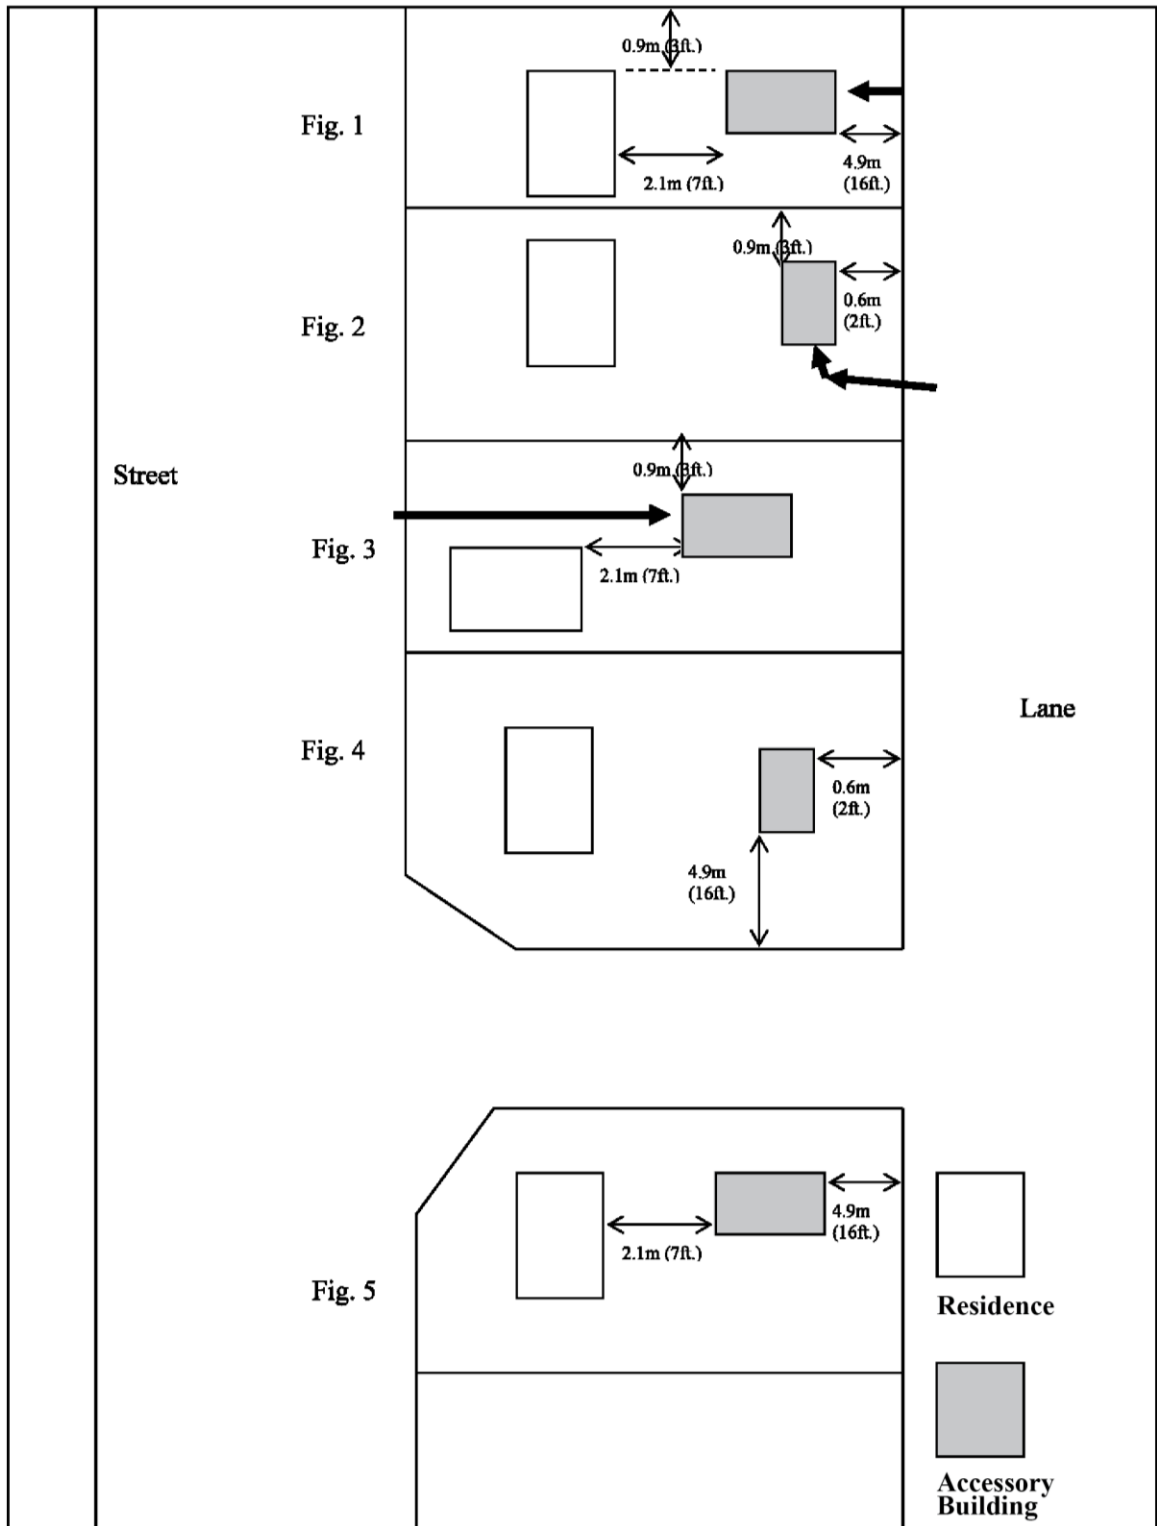 0.9m (3ft.)
Fig. 1
4.9m
(16ft.)
2.1m (7ft.)
0.9m (3ft.)
0.6m
(2ft.)
Fig. 2
Street
0.9m (3ft.)
Fig. 3
2.1m (7ft.)
Lane
Fig. 4
0.6m
(2ft.)
4.9m
(16ft.)
4.9m
(16ft.)
2.1m (7ft.)
Fig. 5
Residence
Accessory
Building